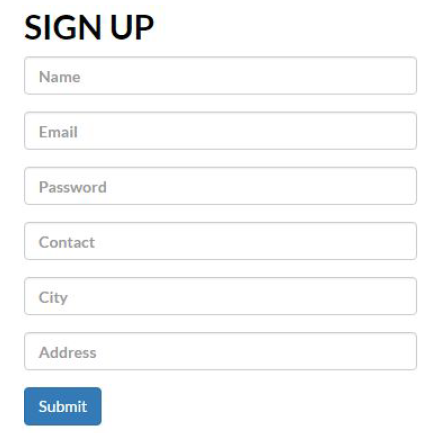 SIGN UP
Name
Email
Password
Contact
City
Address
Submit